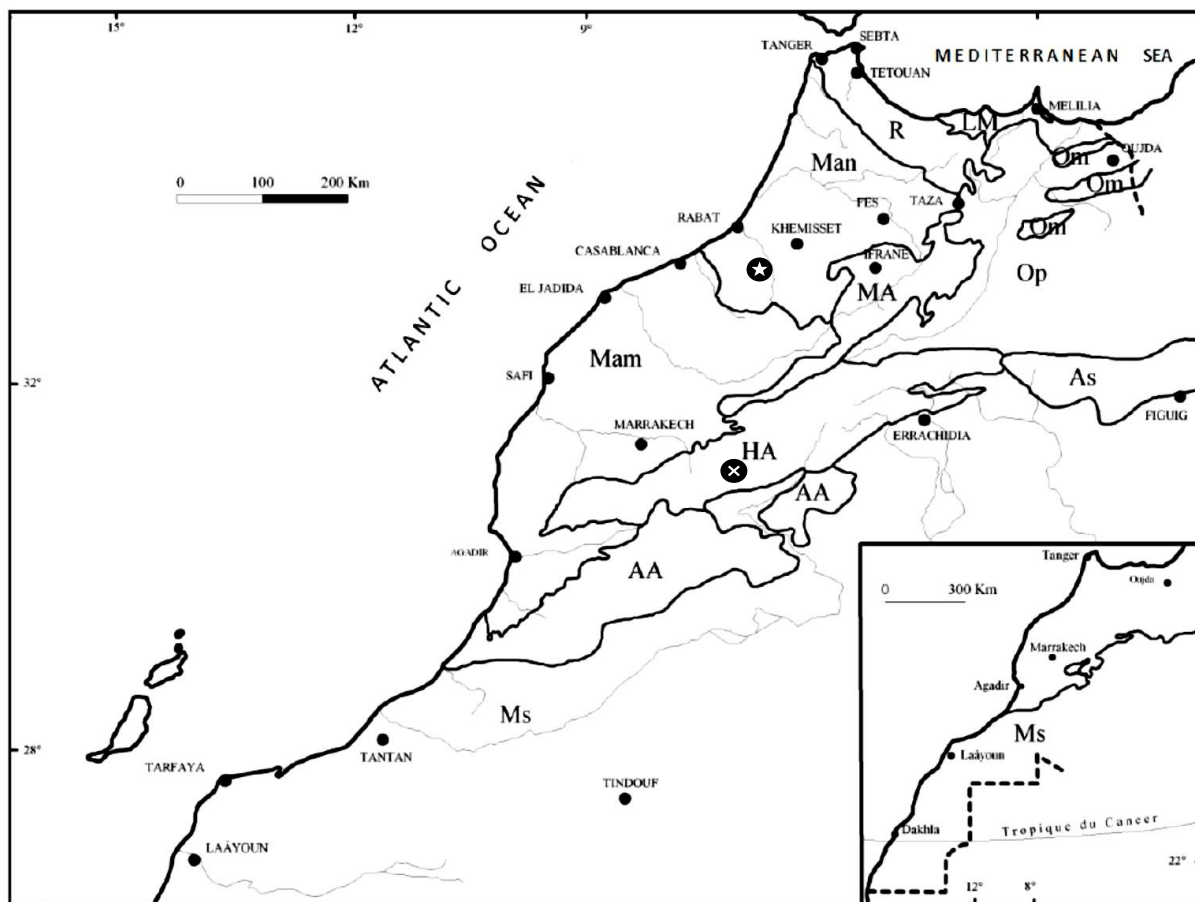 15°
12°
9°
SEBTA
TANGER
MEDITERRANEAN SEA
TETOUAN
MELILIA
R
LM
OUJDA
Om
Man
Om
0 100 200 Km
TAZA
FES
RABAT
KHEMISSET
Om
ATLANTIC OCEAN
CASABLANCA
IFRANE
Op
EL JADIDA
MA
Mam
32°
SAFI
As
FIGUIG
MARRAKECH
ERRACHIDIA
HA
AA
AGADIR
AA
Ms
28°
TANTAN
TARFAYA
TINDOUF
LAÂYOUN
Tanger
Oujda
0 300 Km
Marrakech
Agadir
Ms
Laâyoun
Dakhla
Tropique du Cancer
22°
12° 8°